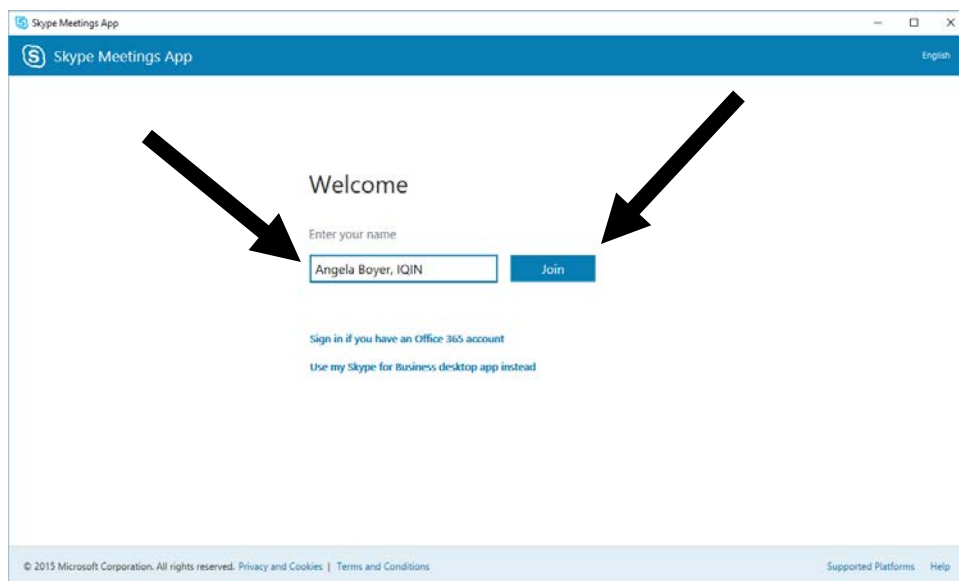 Skype Meetings App
Skype Meetings App
English
Welcome
Enter your name
Angela Boyer, IQIN
Join
Sign in if you have an Office 365 account
Use my Skype for Business desktop app instead
© 2015 Microsoft Corporation. All rights reserved. Privacy and Cookies | Terms and Conditions
Supported Platforms Help